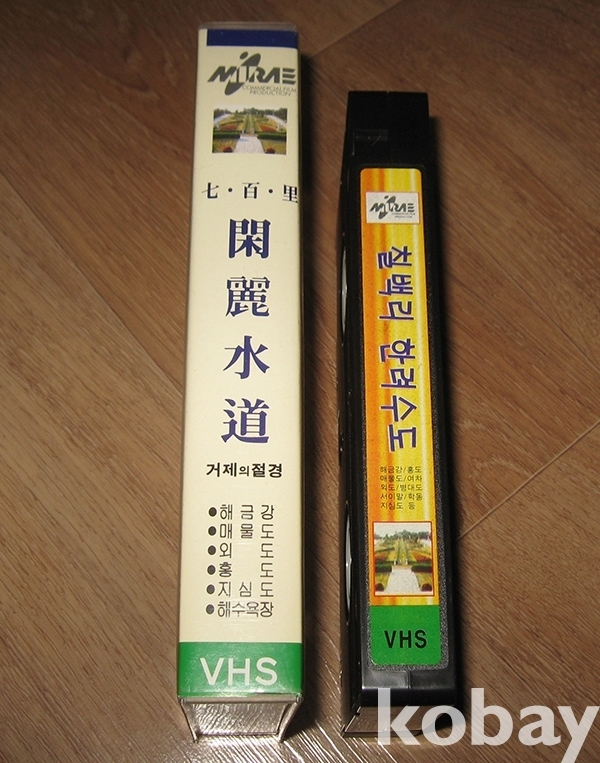 MIRAE
COMMERCIAL FILM
PRODUCTION
七·百·里
閑麗水道
거제의절경
●해금강
●매물도
●외 도
●홍 도
●지심도
●해수욕장
VHS
MIRAE
칠백리 한려수도
해금강/홍도
매물도/여차
외도/병대도
서이말/학동
지심도 등
VHS
kobay